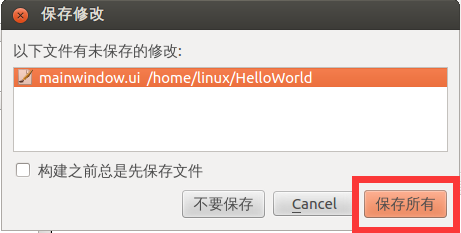 保存修改
以下文件有未保存的修改:
mainwindow.ui /home/linux/HelloWorld
构建之前总是先保存文件
不要保存 Cancel 保存所有